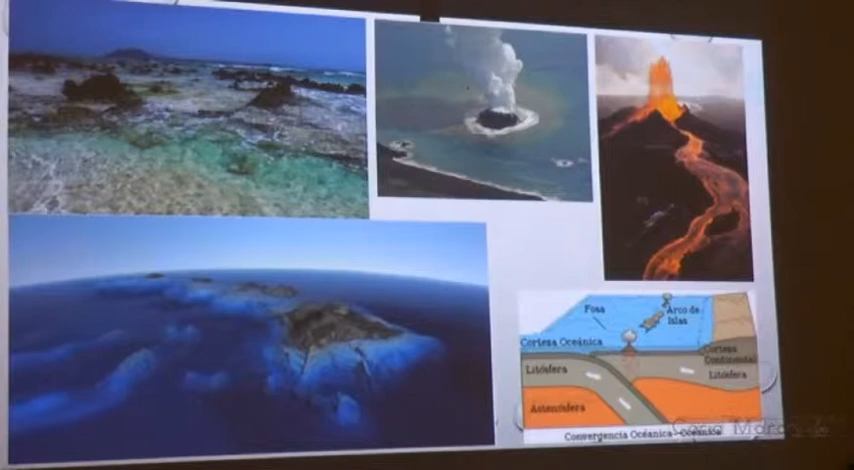 Fosa
Arco de
Islas
Corteza Oceánica
Corteza
Continental
Litósfera
Litósfera
Astenósfera
Convergencia Oceánica-oceánica